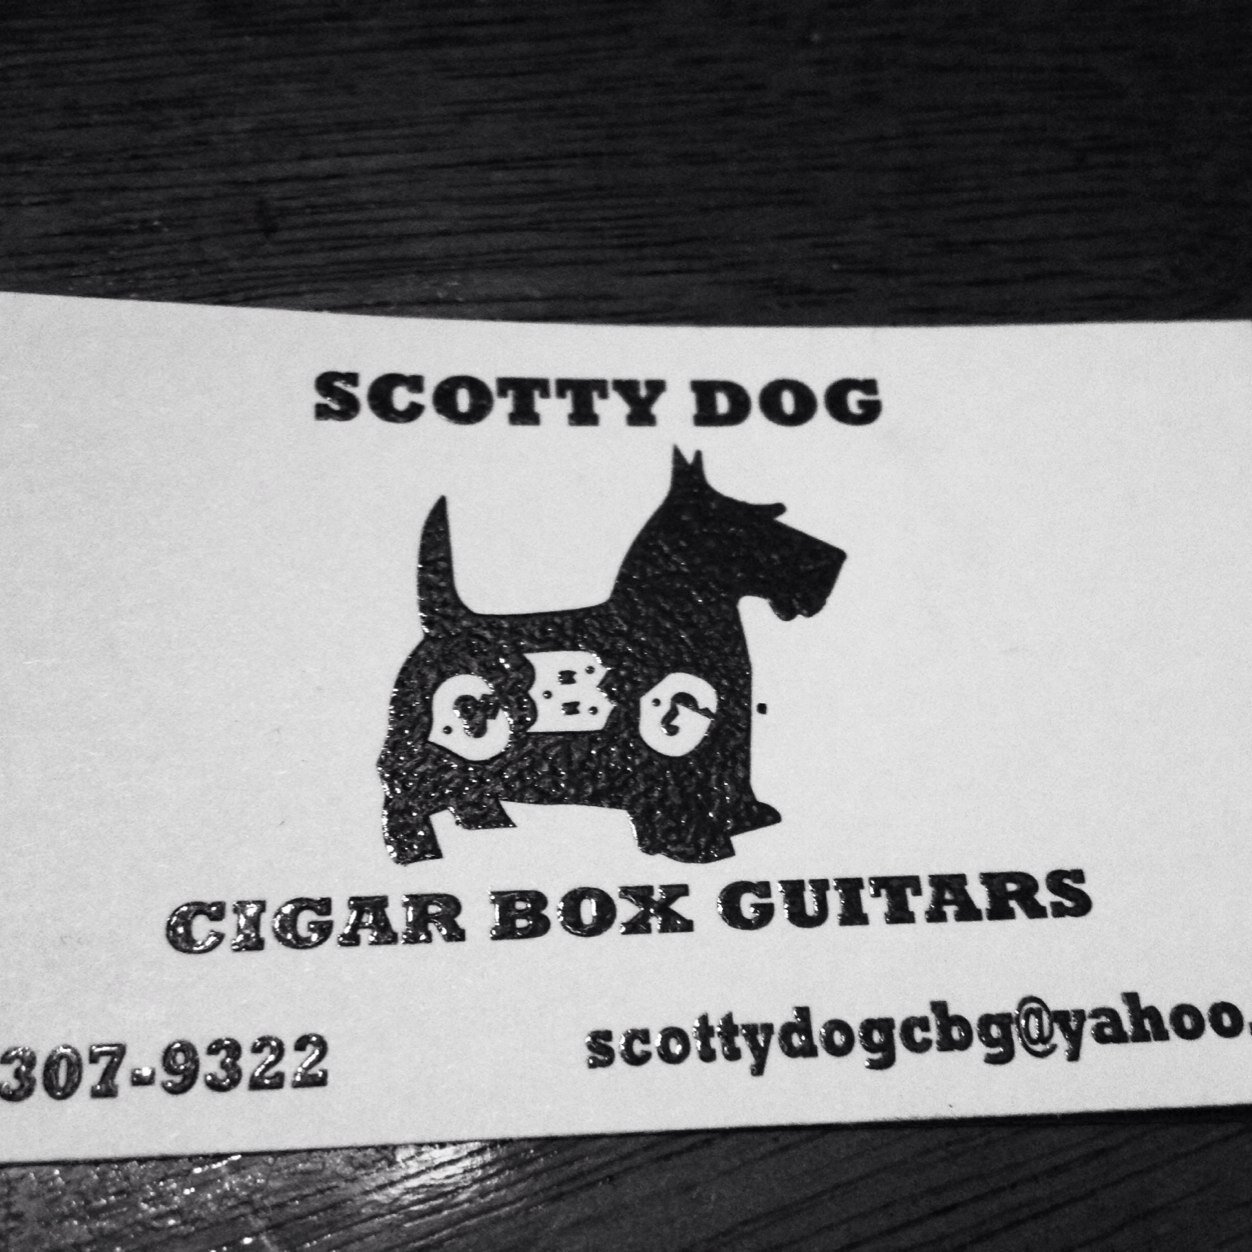 SCOTTY DOG
CBG
CIGAR BOX GUITARS
307-9322 scottydogcbg@yahoo.